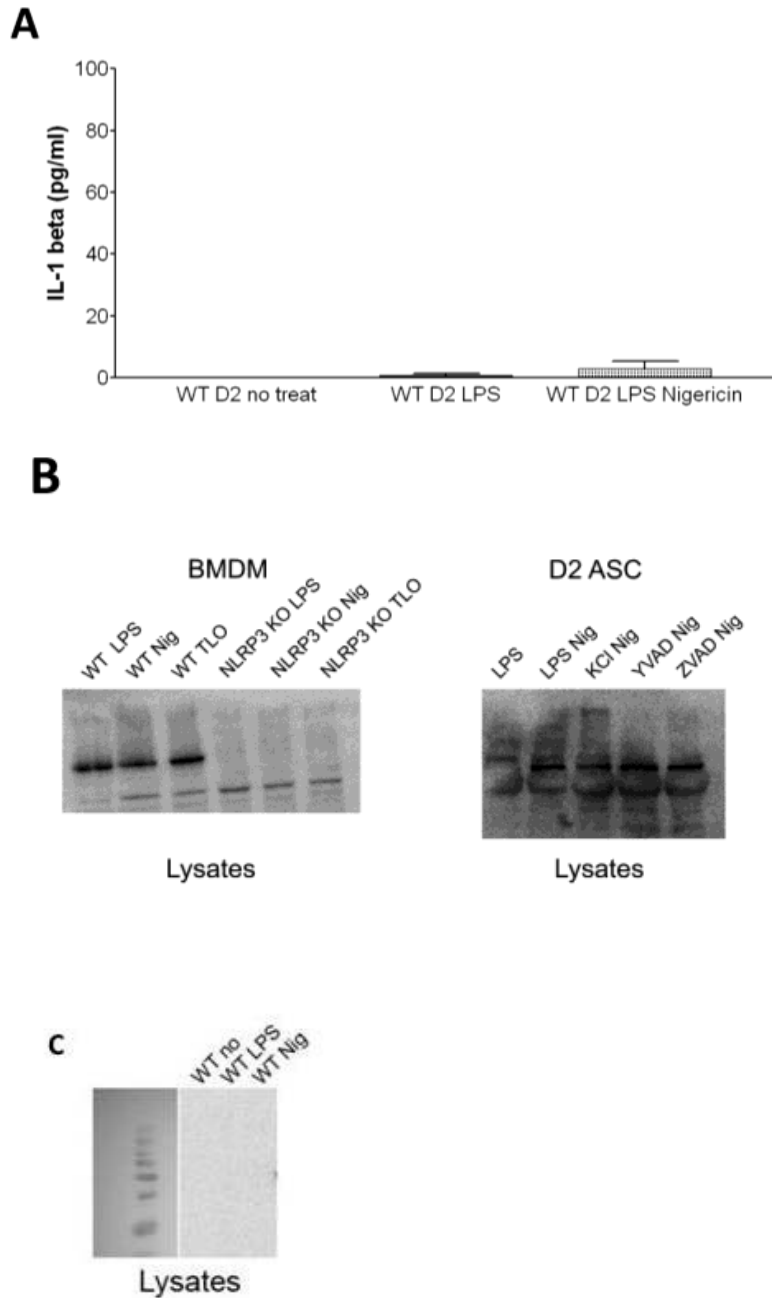 A
100
80
60
40
20
0
IL-1 beta (pg/ml)
WT D2 no treat WT D2 LPS WT D2 LPS Nigericin
B
BMDM
WT LPS
WT Nig
WT TLO
NLRP3 KO LPS
NLRP3 KO Nig
NLRP3 KO TLO
Lysates
D2 ASC
LPS
LPS Nig
KCl Nig
YVAD Nig
ZVAD Nig
Lysates
C
WT no
WT LPS
WT Nig
Lysates